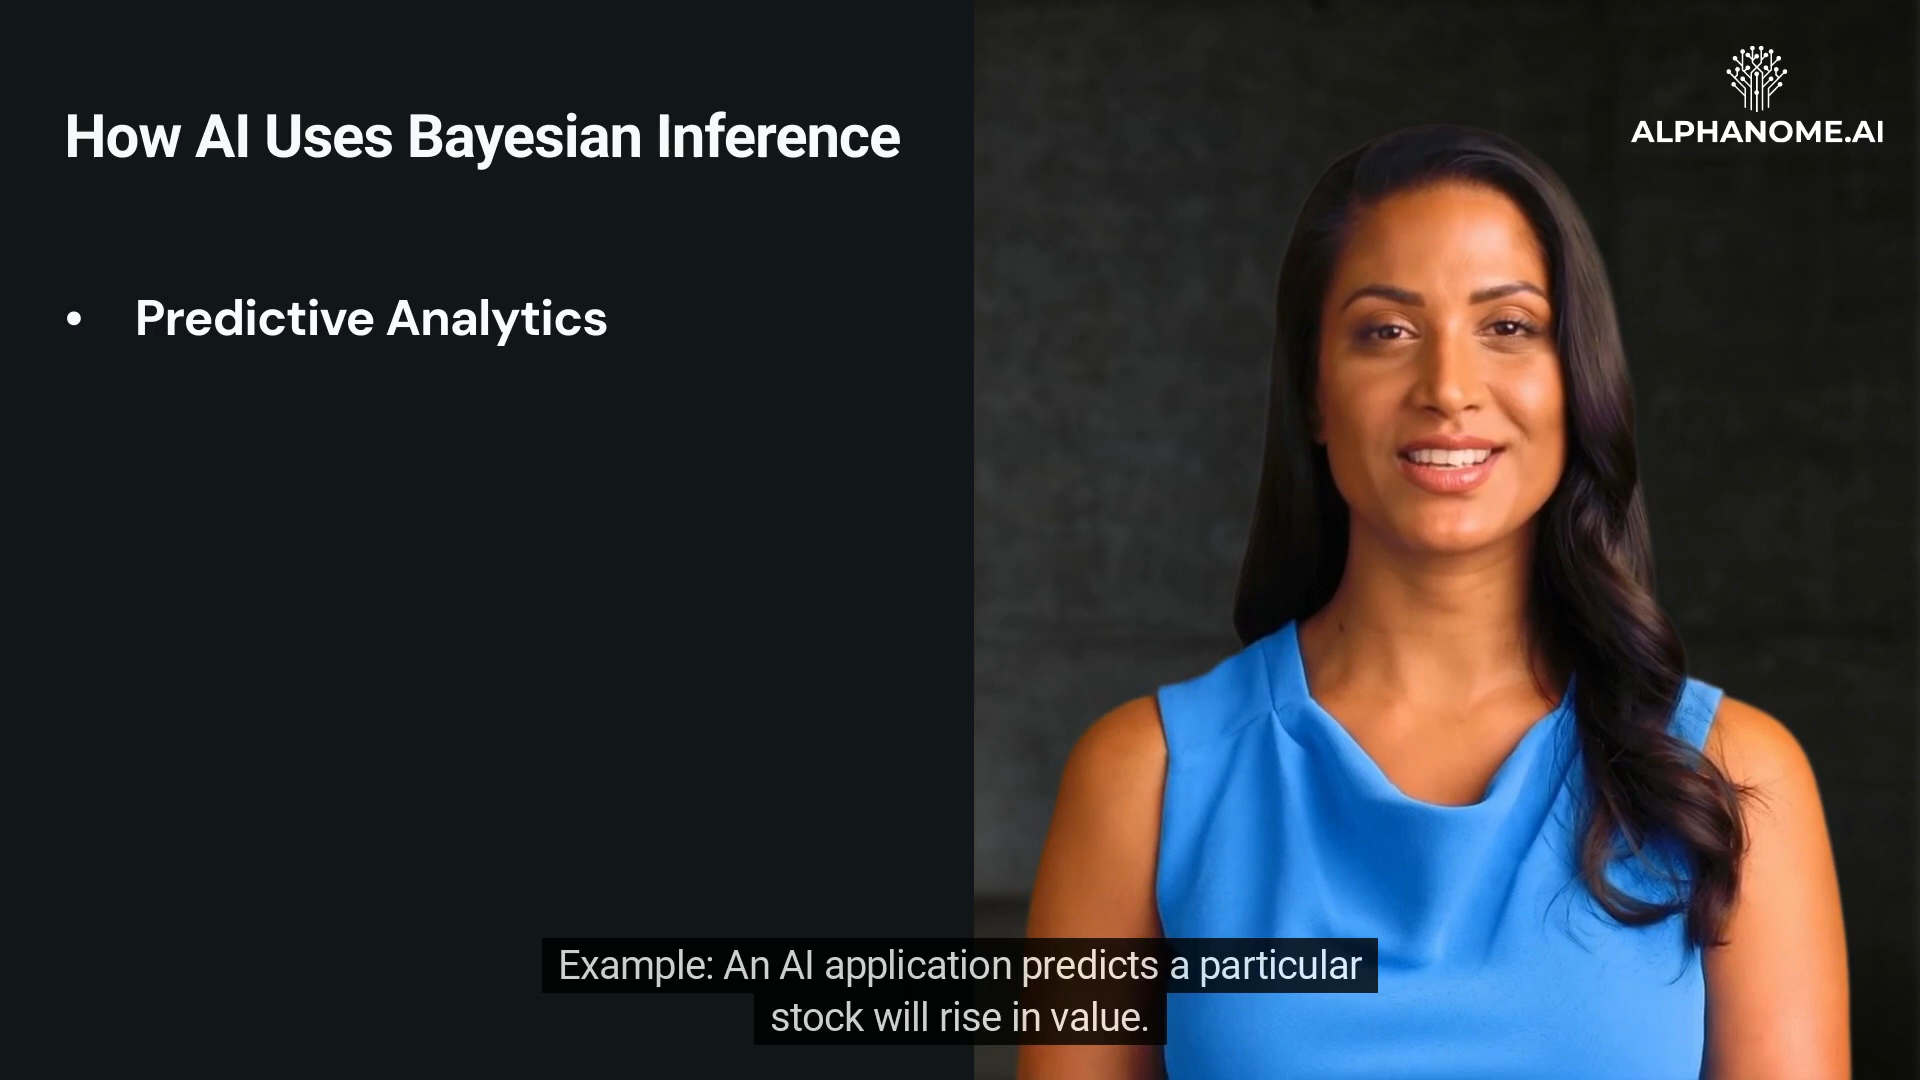 How AI Uses Bayesian Inference
ALPHANOME.AI
• Predictive Analytics
Example: An AI application predicts a particular
stock will rise in value.